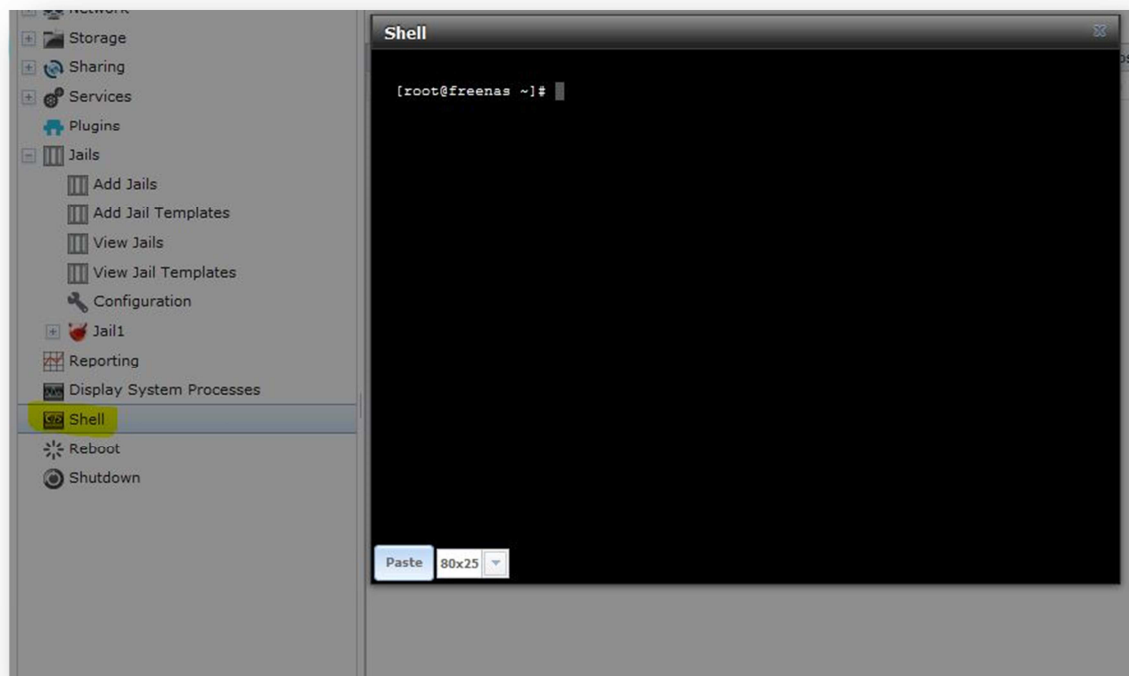 Network
Storage
Sharing
Services
Plugins
Jails
Add Jails
Add Jail Templates
View Jails
View Jail Templates
Configuration
Jail1
Reporting
Display System Processes
Shell
Reboot
Shutdown
Shell
[root@freenas ~]#
Paste
80x25